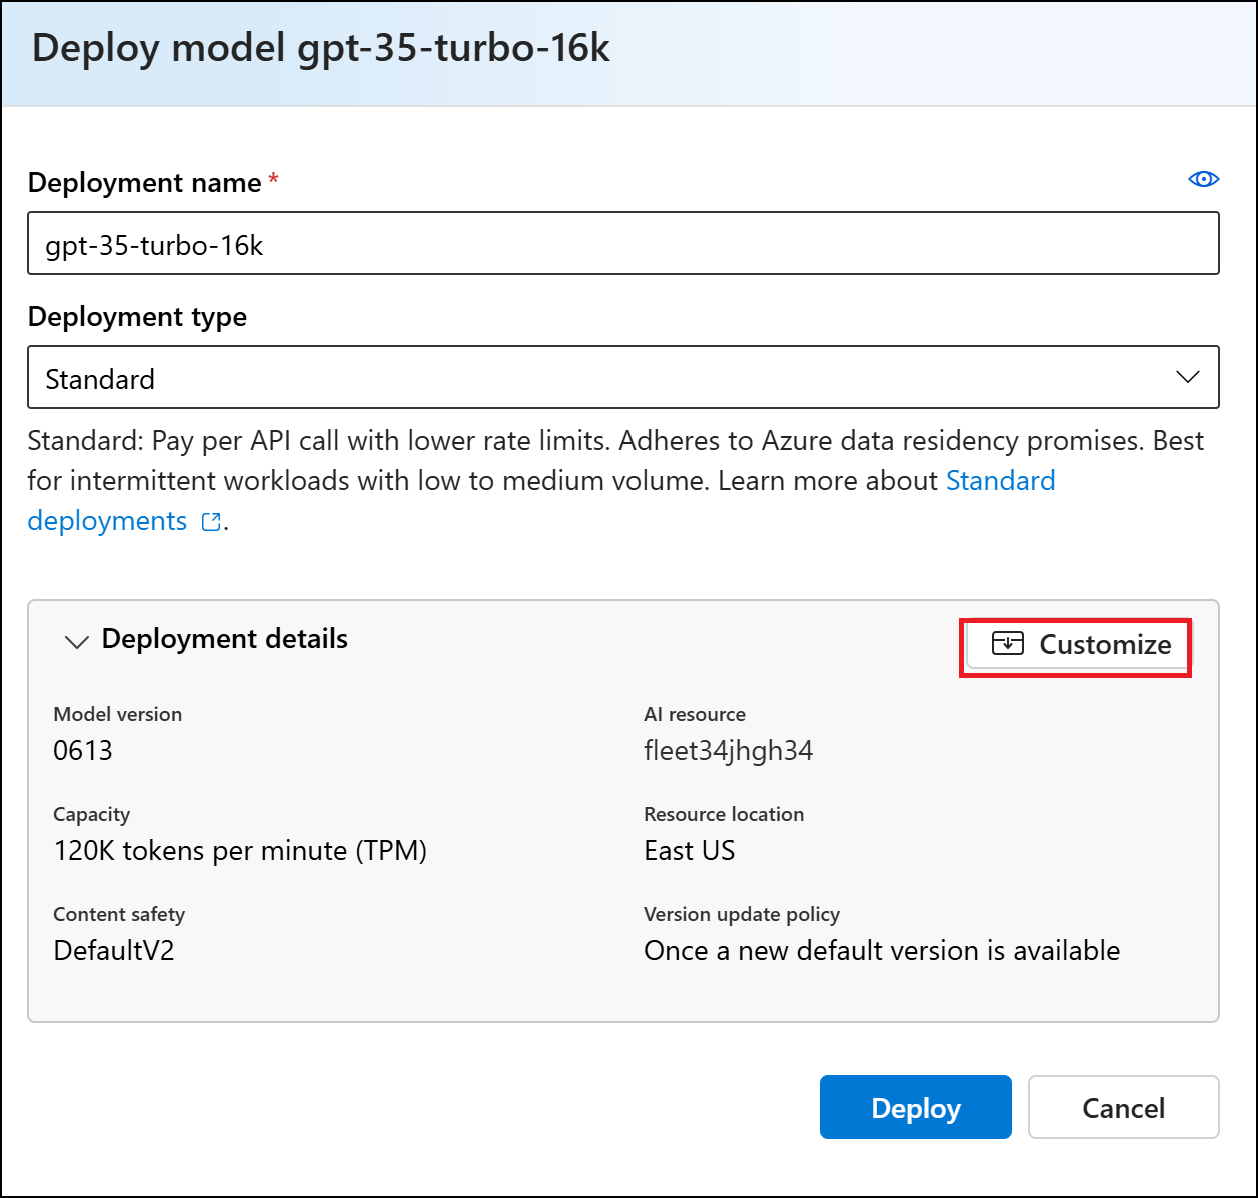 Deploy model gpt-35-turbo-16k
Deployment name *
gpt-35-turbo-16k
Deployment type
Standard
Standard: Pay per API call with lower rate limits. Adheres to Azure data residency promises. Best
for intermittent workloads with low to medium volume. Learn more about Standard
deployments .
Deployment details
Customize
Model version
0613
AI resource
fleet34jhgh34
Capacity
120K tokens per minute (TPM)
Resource location
East US
Content safety
DefaultV2
Version update policy
Once a new default version is available
Deploy
Cancel